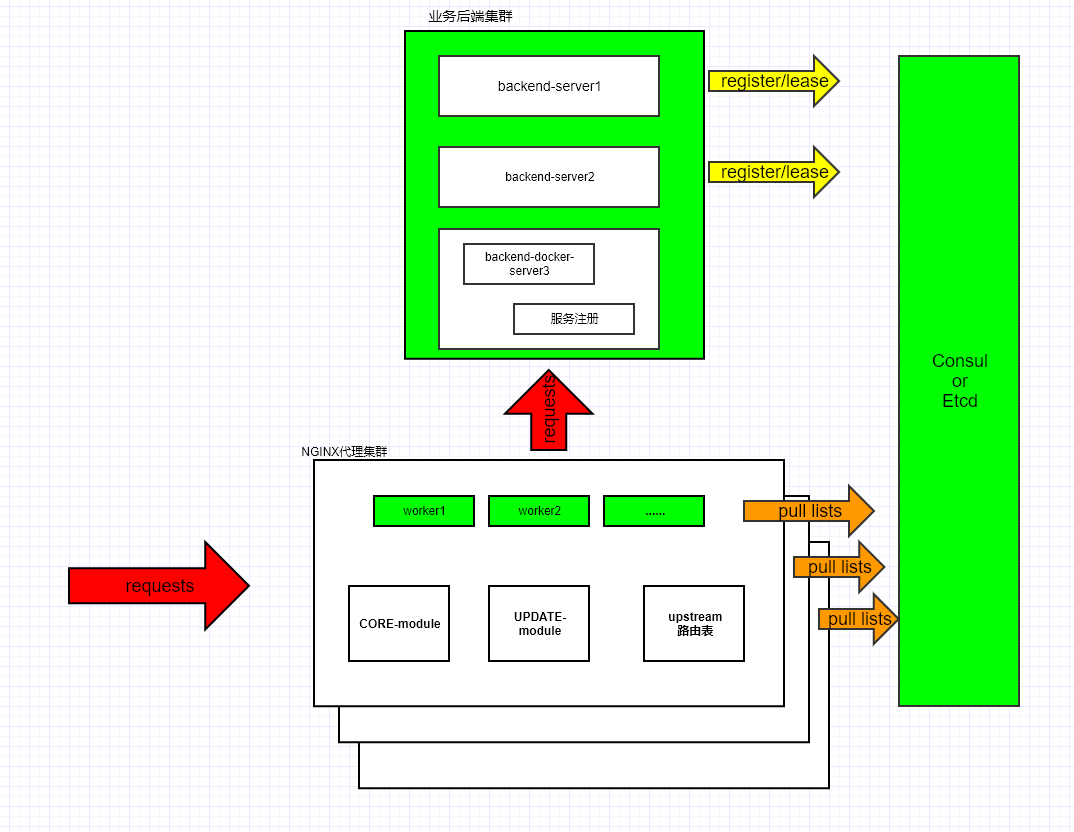 业务后端集群
backend-server1
register/lease
backend-server2
register/lease
backend-docker-
server3
服务注册
Consul
or
Etcd
requests
NGINX代理集群
worker1
worker2
......
pull lists
pull lists
pull lists
requests
CORE-module
UPDATE-
module
upstream
路由表